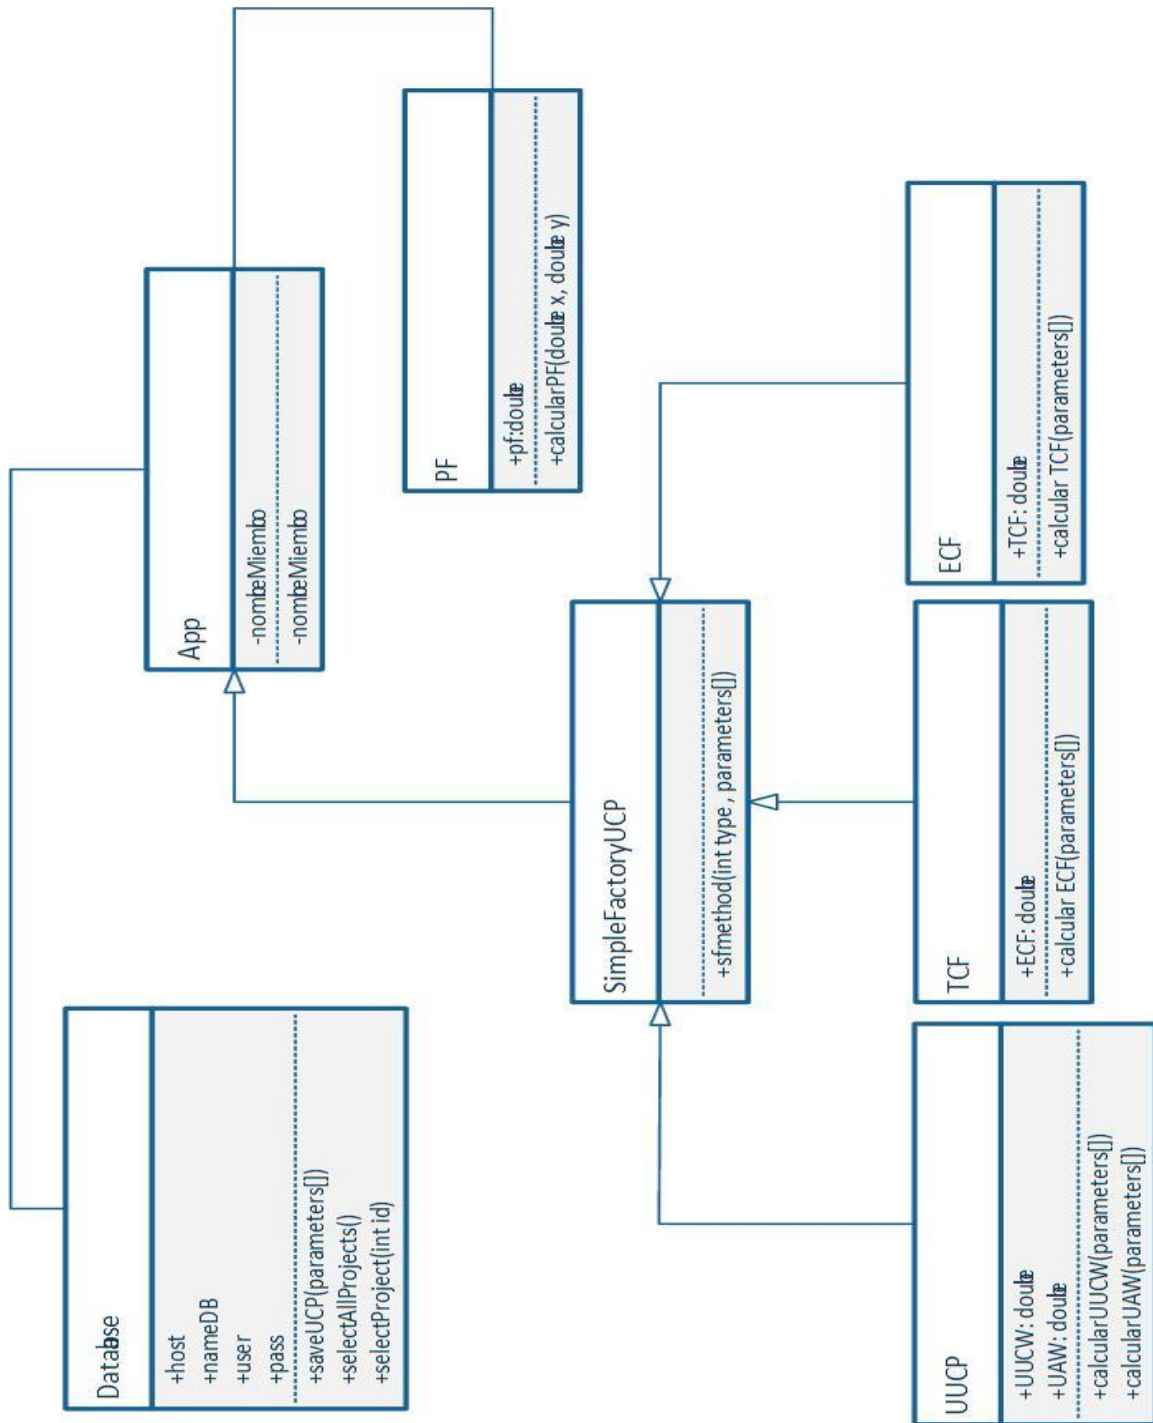 Database
+host
+nameDB
+user
+pass
+saveUCP(parameters[])
+selectAllProjects()
+selectProject(int id)
App
-nombeMiembo
-nombeMiembo
PF
+pf:double
+calcularPF(double x, double y)
SimpleFactoryUCP
+sfmethod(int type , parameters[])
UUCP
+UUCW: double
+UAW: double
+calcularUUCW(parameters[])
+calcularUAW(parameters[])
TCF
+ECF: double
+calcular ECF(parameters[])
ECF
+TCF: double
+calcular TCF(parameters[])